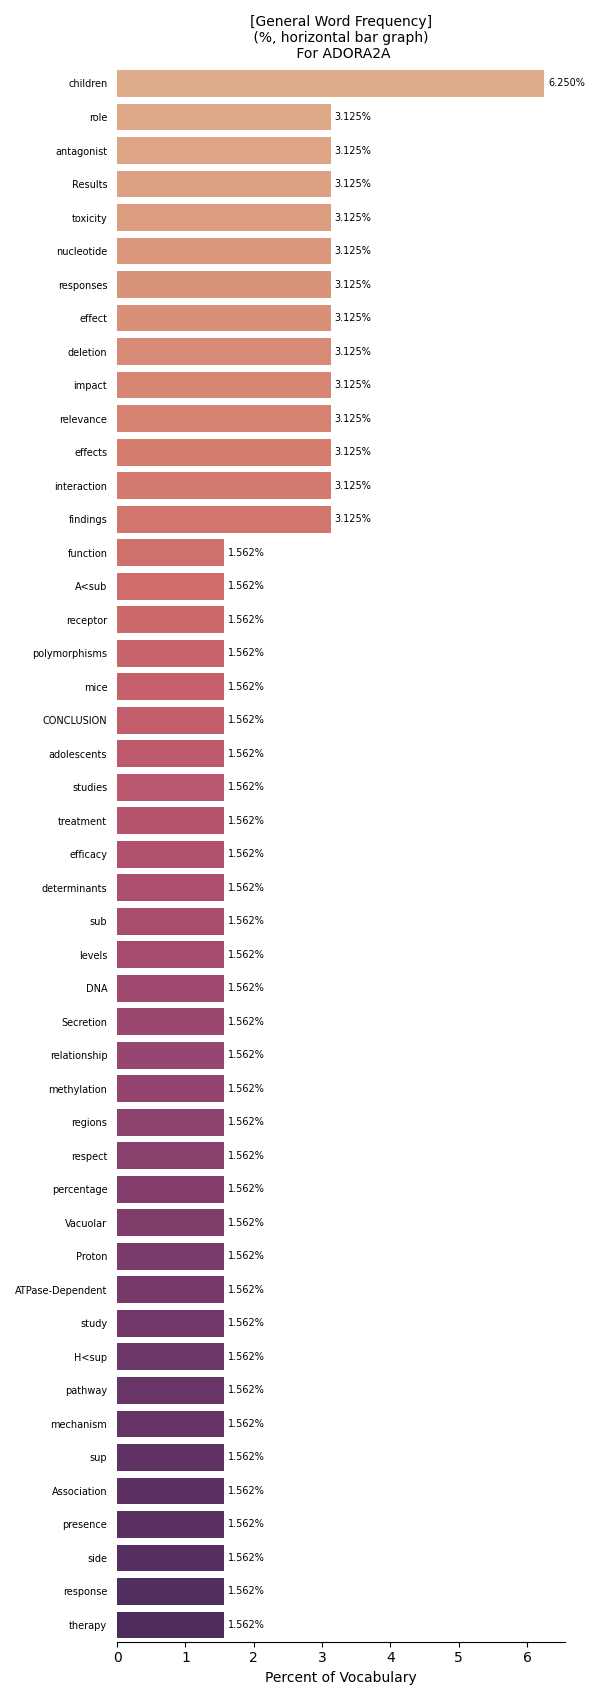 [General Word Frequency]
(%, horizontal bar graph)
For ADORA2A
children 6.250%
role 3.125%
antagonist 3.125%
Results 3.125%
toxicity 3.125%
nucleotide 3.125%
responses 3.125%
effect 3.125%
deletion 3.125%
impact 3.125%
relevance 3.125%
effects 3.125%
interaction 3.125%
findings 3.125%
function 1.562%
A<sub 1.562%
receptor 1.562%
polymorphisms 1.562%
mice 1.562%
CONCLUSION 1.562%
adolescents 1.562%
studies 1.562%
treatment 1.562%
efficacy 1.562%
determinants 1.562%
sub 1.562%
levels 1.562%
DNA 1.562%
Secretion 1.562%
relationship 1.562%
methylation 1.562%
regions 1.562%
respect 1.562%
percentage 1.562%
Vacuolar 1.562%
Proton 1.562%
ATPase-Dependent 1.562%
study 1.562%
H<sup 1.562%
pathway 1.562%
mechanism 1.562%
sup 1.562%
Association 1.562%
presence 1.562%
side 1.562%
response 1.562%
therapy 1.562%
0 1 2 3 4 5 6
Percent of Vocabulary